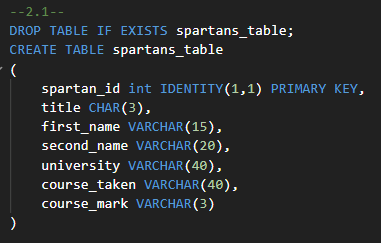 --2.1--
DROP TABLE IF EXISTS spartans_table;
CREATE TABLE spartans_table
(
    spartan_id int IDENTITY(1,1) PRIMARY KEY,
    title CHAR(3),
    first_name VARCHAR(15),
    second_name VARCHAR(20),
    university VARCHAR(40),
    course_taken VARCHAR(40),
    course_mark VARCHAR(3)
)